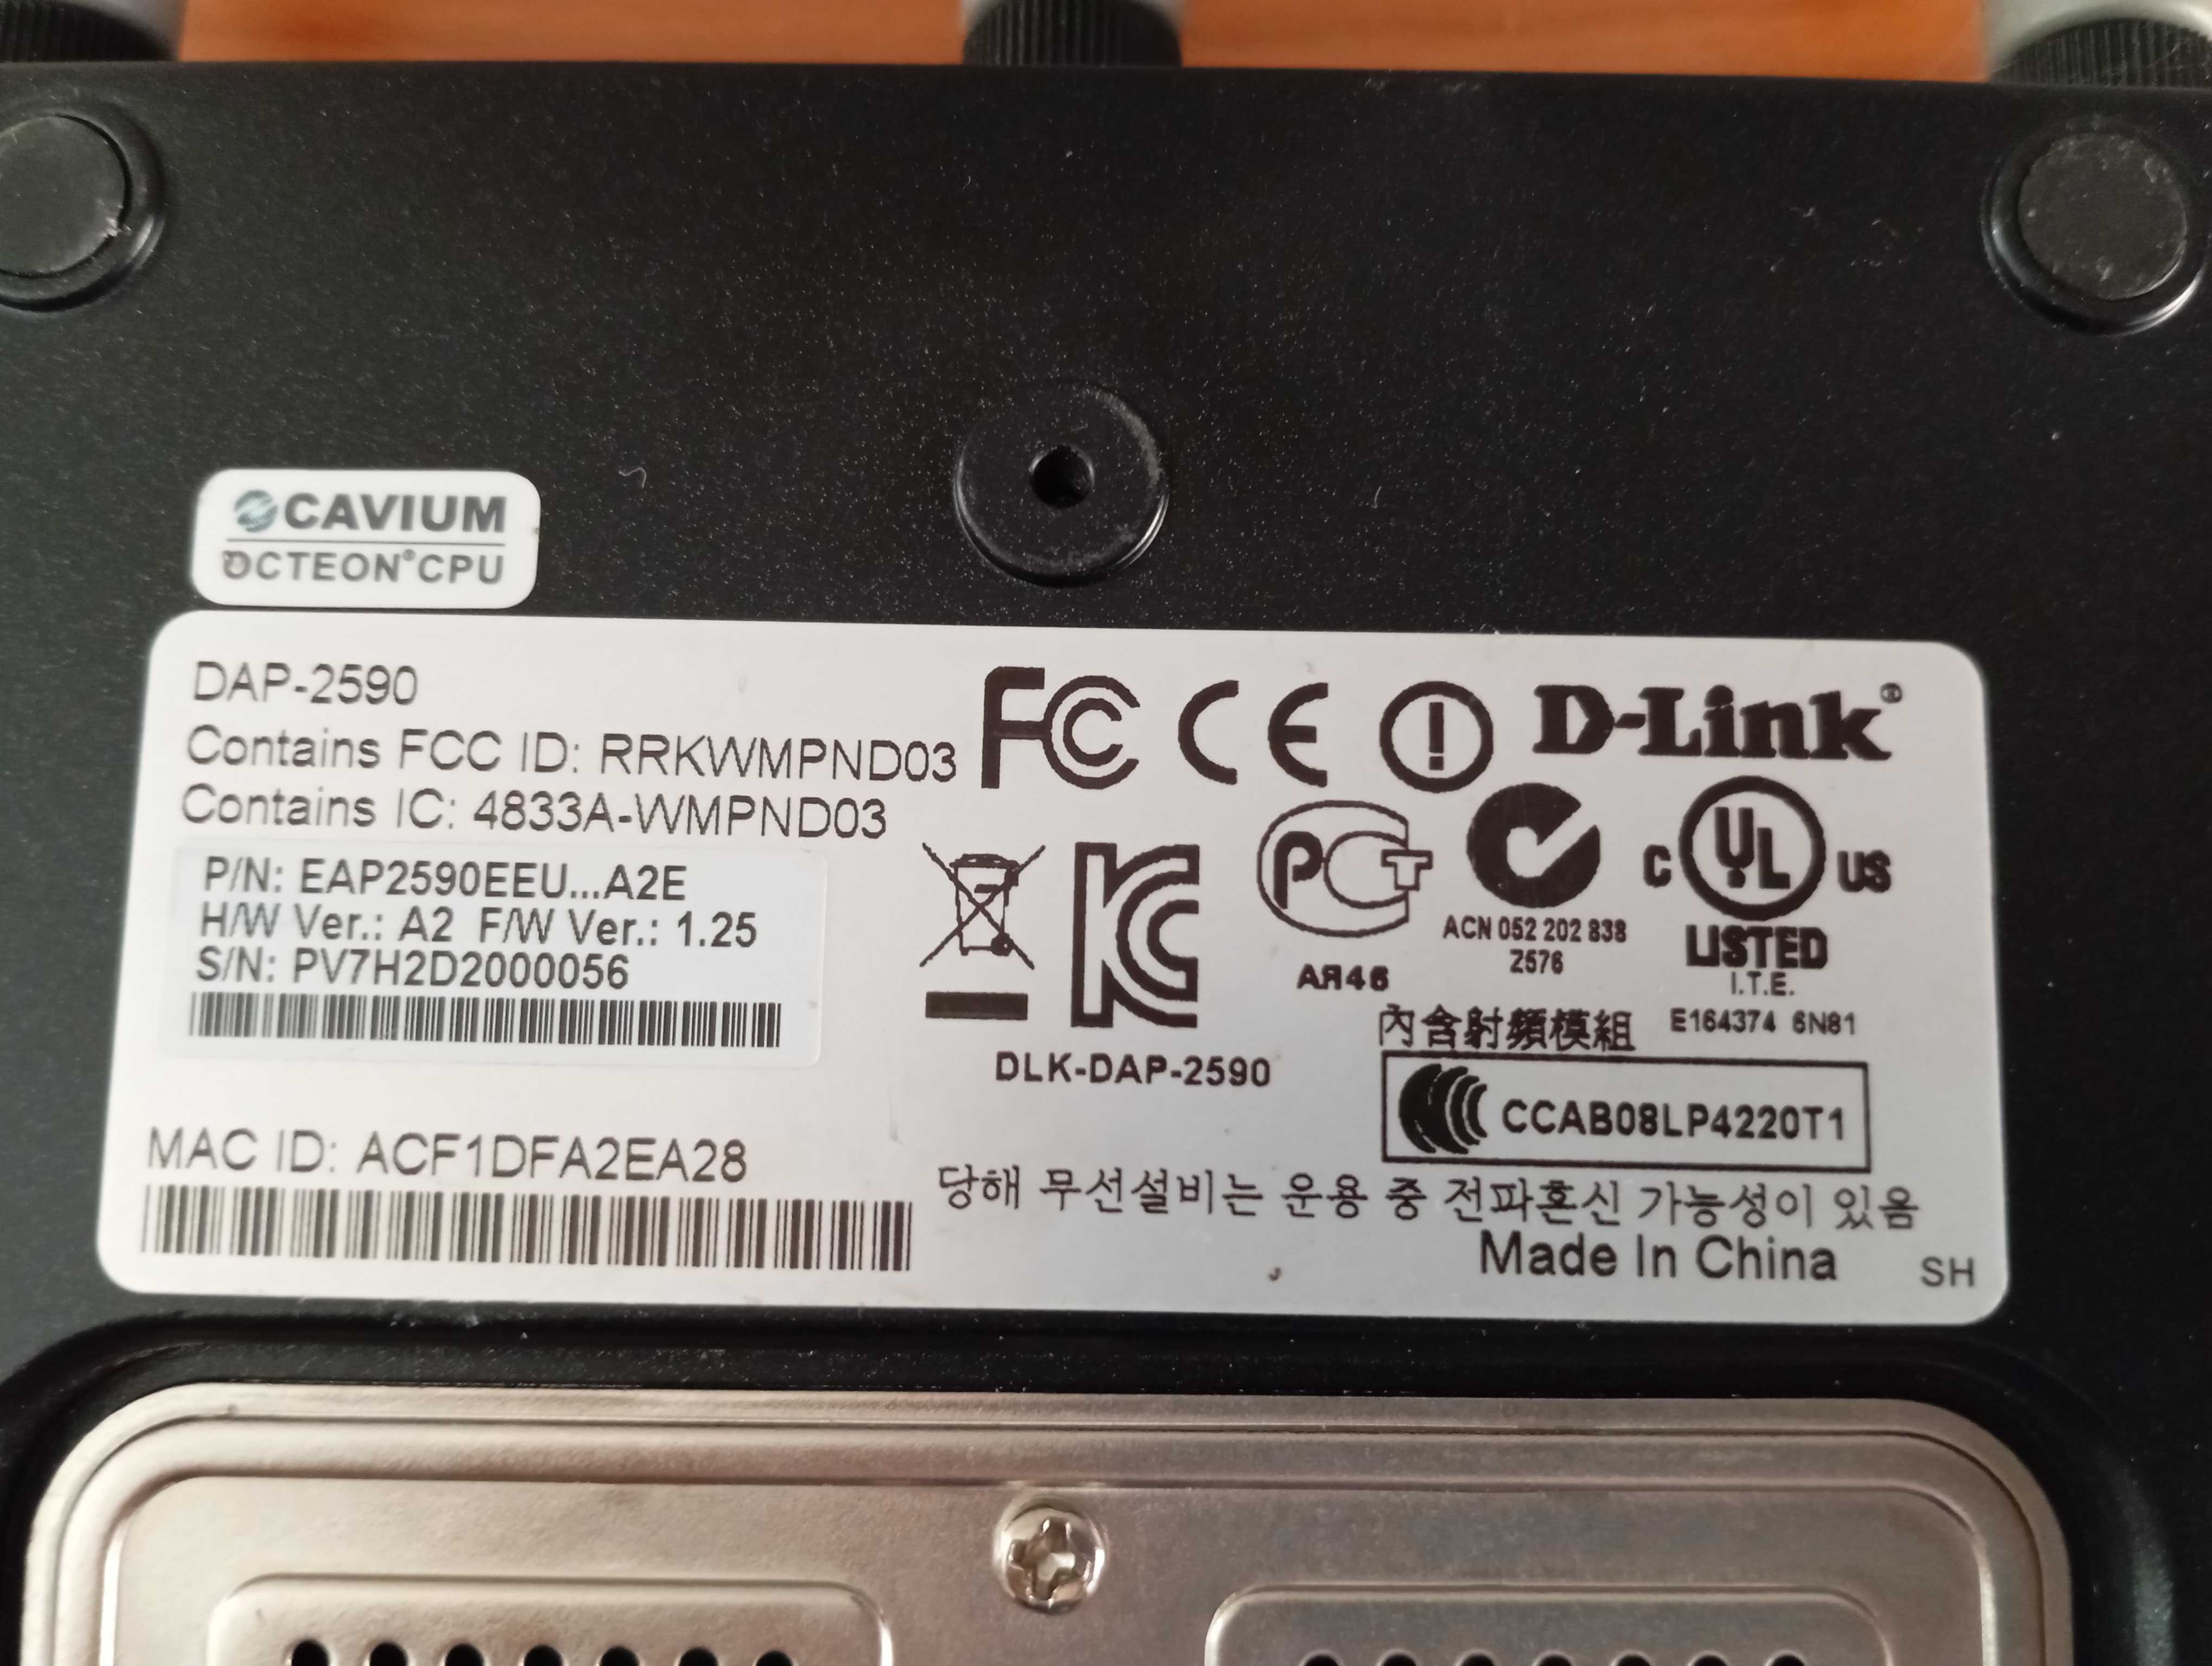 CAVIUM
OCTEON® CPU
DAP-2590
Contains FCC ID: RRKWMPND03
Contains IC: 4833A-WMPND03
P/N: EAP2590EEU...A2E
H/W Ver.: A2 F/W Ver.: 1.25
S/N: PV7H2D2000056
MAC ID: ACF1DFA2EA28
FC CE D-Link®
KC
DLK-DAP-2590
РСТ
АЯ46
ACN 052 202 838
Z576
C UL US
LISTED
I.T.E.
E164374 6N81
內含射頻模組
CCAB08LP4220T1
당해 무선설비는 운용 중 전파혼신 가능성이 있음
Made In China
SH